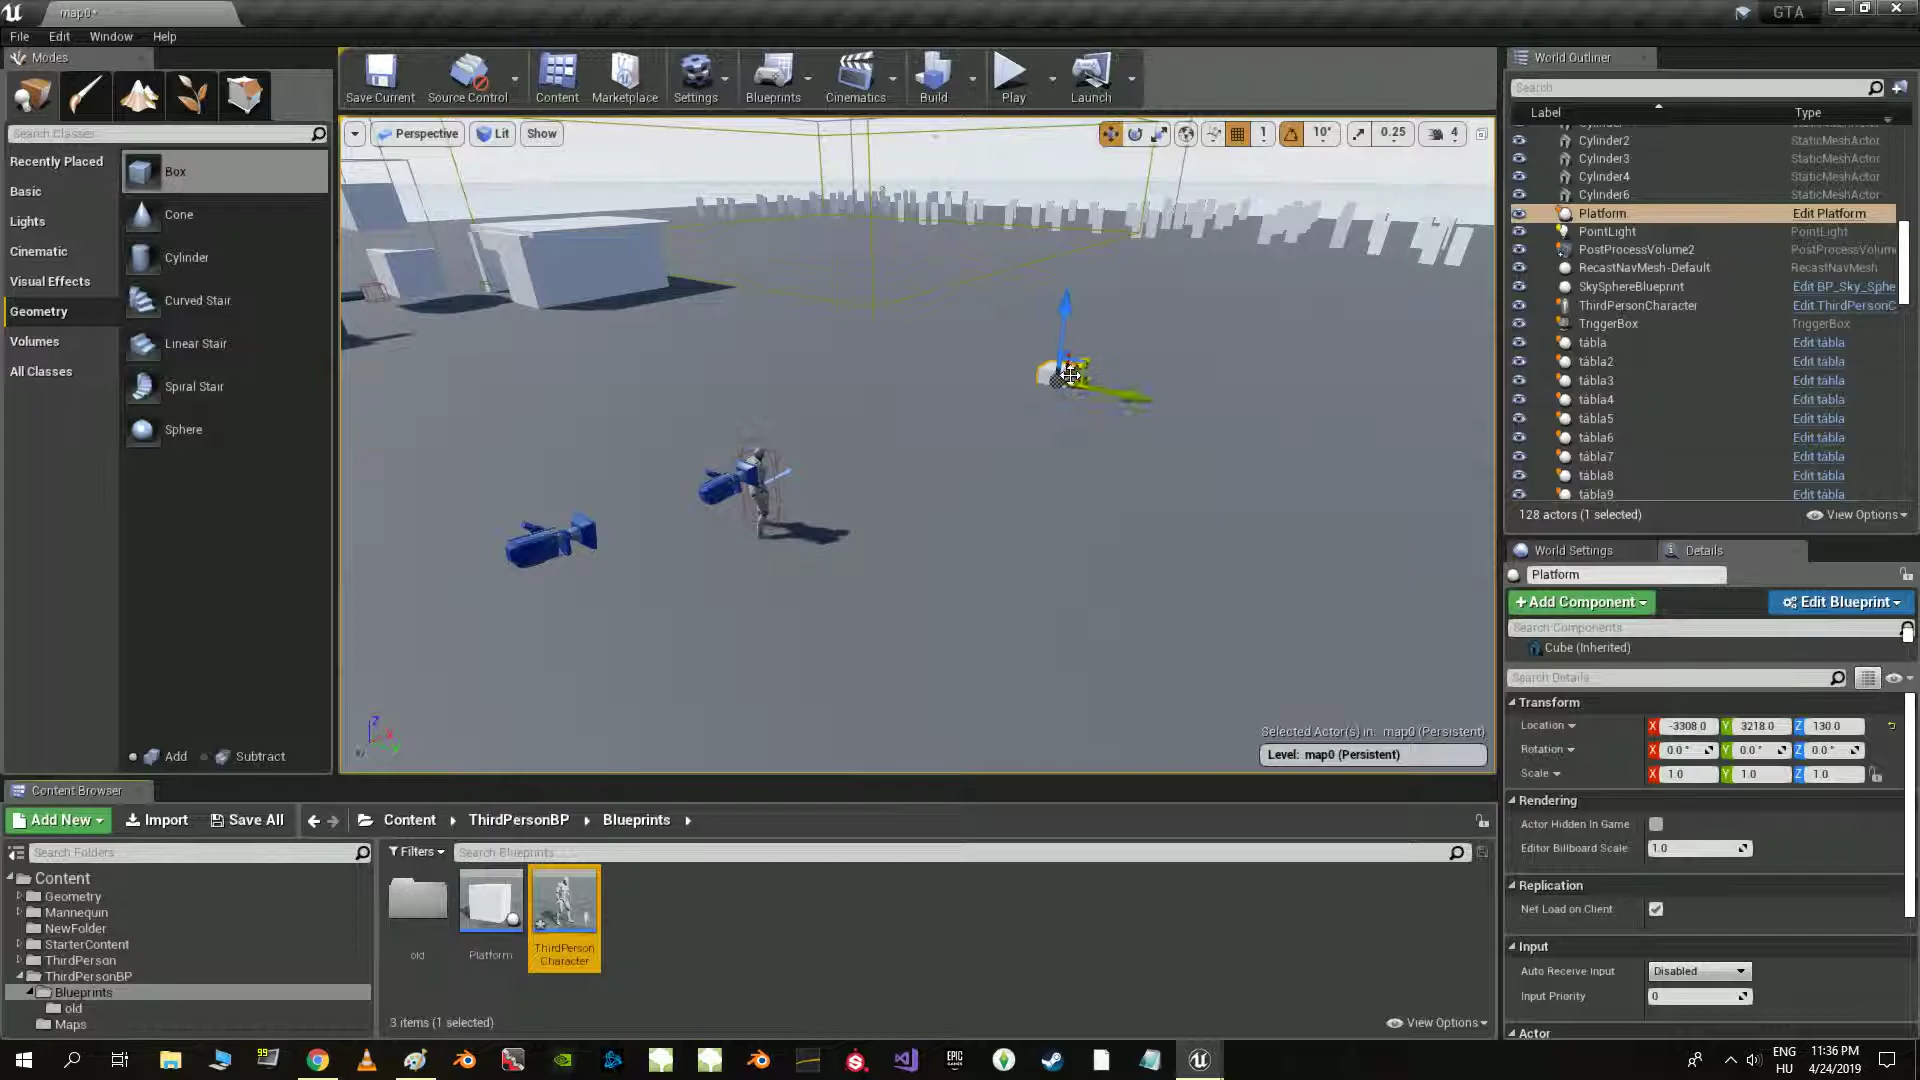 map0*
GTA
File Edit Window Help
Modes
Search Classes
Recently Placed
Basic
Lights
Cinematic
Visual Effects
Geometry
Volumes
All Classes
Box
Cone
Cylinder
Curved Stair
Linear Stair
Spiral Stair
Sphere
Add Subtract
Save Current Source Control Content Marketplace Settings Blueprints Cinematics Build Play Launch
Perspective Lit Show
1 10° 0.25 4
Selected Actor(s) in: map0 (Persistent)
Level: map0 (Persistent)
World Outliner
Search
Label Type
Cylinder2 StaticMeshActor
Cylinder3 StaticMeshActor
Cylinder4 StaticMeshActor
Cylinder6 StaticMeshActor
Platform Edit Platform
PointLight PointLight
PostProcessVolume2 PostProcessVolum
RecastNavMesh-Default RecastNavMesh
SkySphereBlueprint Edit BP_Sky_Sphe
ThirdPersonCharacter Edit ThirdPersonC
TriggerBox TriggerBox
tábla Edit tábla
tábla2 Edit tábla
tábla3 Edit tábla
tábla4 Edit tábla
tábla5 Edit tábla
tábla6 Edit tábla
tábla7 Edit tábla
tábla8 Edit tábla
tábla9 Edit tábla
128 actors (1 selected) View Options
World Settings Details
Platform
+Add Component Edit Blueprint
Search Components
Cube (Inherited)
Search Details
Transform
Location X -3308.0 Y 3218.0 Z 130.0
Rotation X 0.0° Y 0.0° Z 0.0°
Scale X 1.0 Y 1.0 Z 1.0
Rendering
Actor Hidden In Game
Editor Billboard Scale 1.0
Replication
Net Load on Client
Input
Auto Receive Input Disabled
Input Priority 0
Actor
Content Browser
Add New Import Save All Content ThirdPersonBP Blueprints
Search Folders
Filters Search Blueprints
Content
Geometry
Mannequin
NewFolder
StarterContent
ThirdPerson
ThirdPersonBP
Blueprints
old
Maps
old
Platform
ThirdPerson
Character
3 items (1 selected) View Options
99
EPIC
GAMES
ENG
HU
11:36 PM
4/24/2019